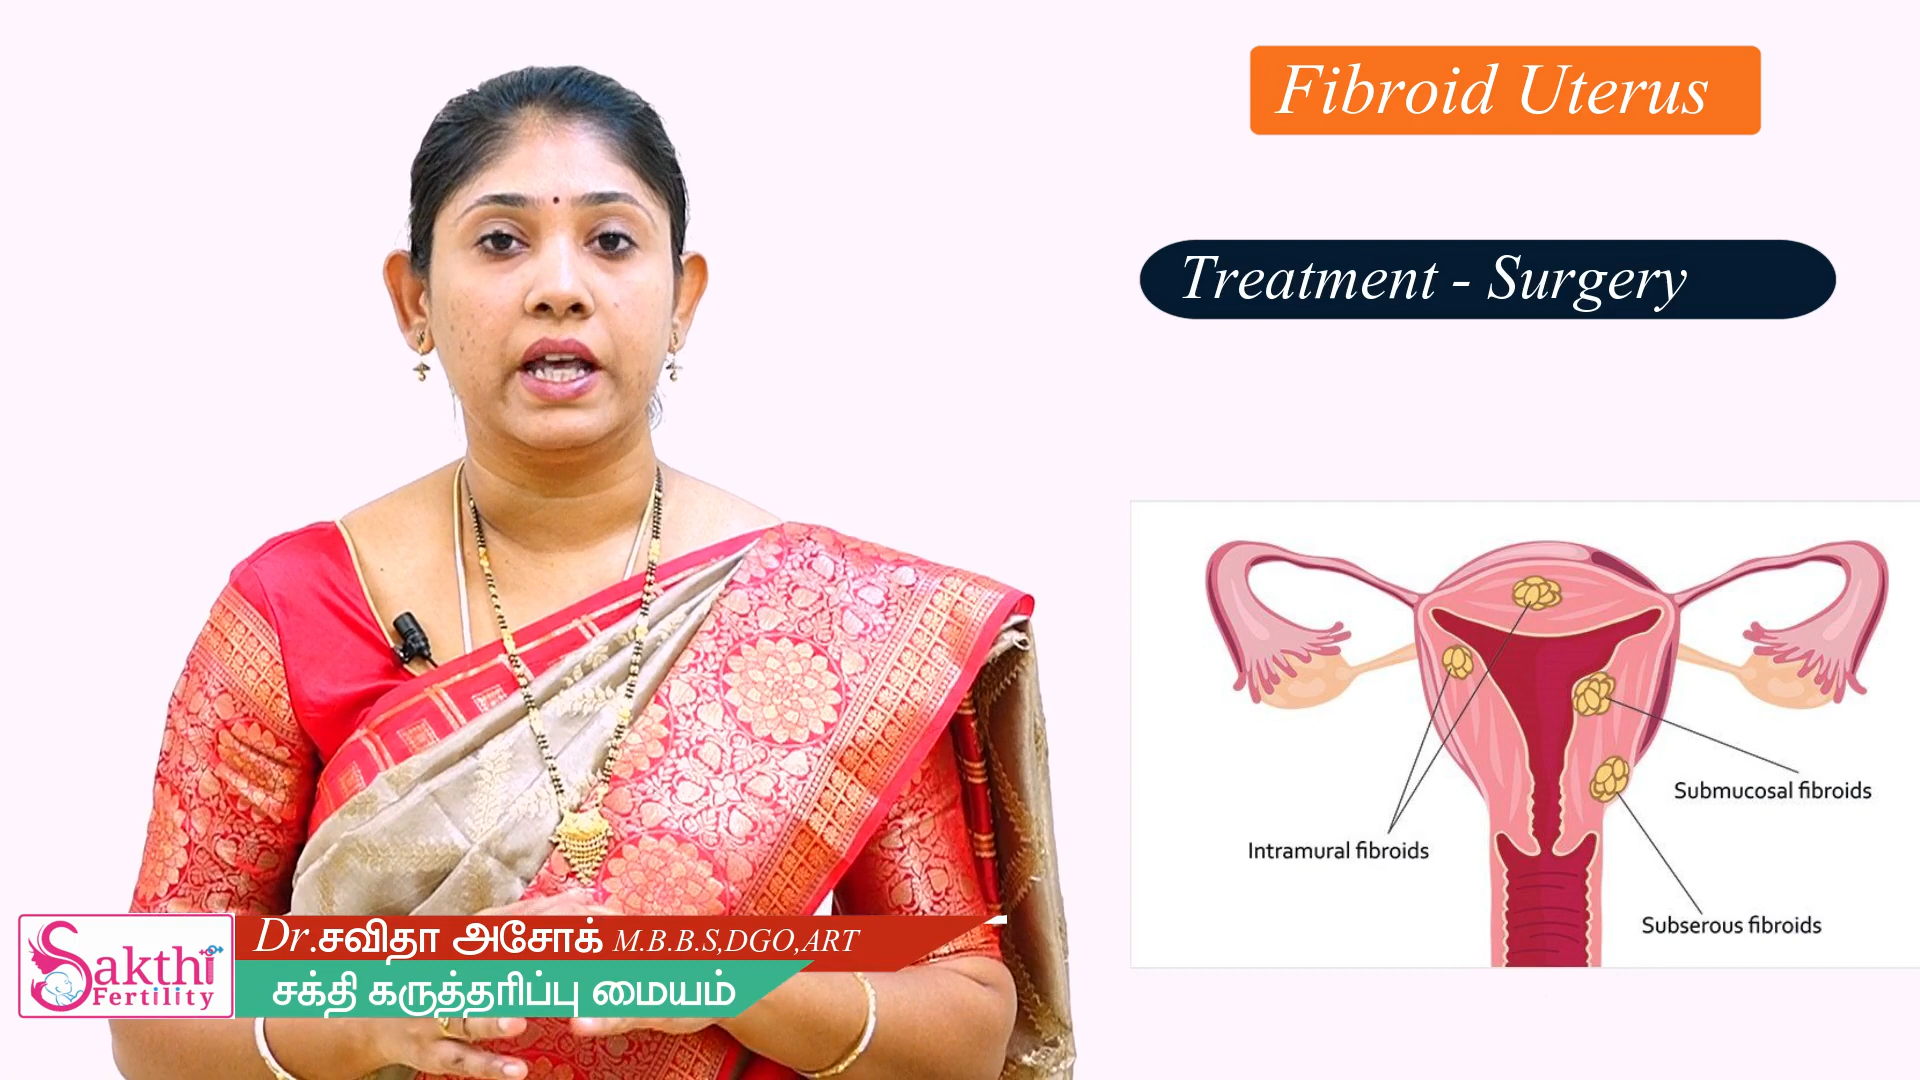 Fibroid Uterus
Treatment - Surgery
Submucosal fibroids
Intramural fibroids
Subserous fibroids
Dr.சவிதா அசோக் M.B.B.S,DGO,ART
சக்தி கருத்தரிப்பு மையம்
Sakthi
Fertility